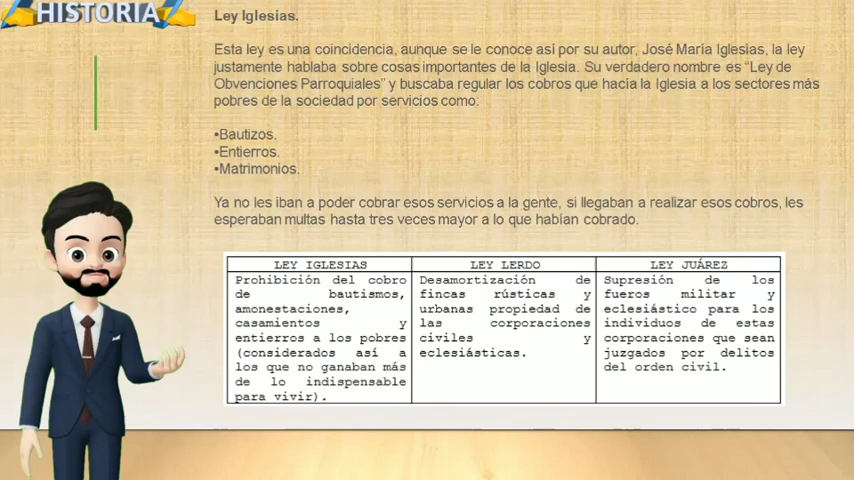 HISTORIA
Ley Iglesias.
Esta ley es una coincidencia, aunque se le conoce así por su autor, José María Iglesias, la ley
justamente hablaba sobre cosas importantes de la Iglesia. Su verdadero nombre es “Ley de
Obvenciones Parroquiales” y buscaba regular los cobros que hacía la Iglesia a los sectores más
pobres de la sociedad por servicios como:
•Bautizos.
•Entierros.
•Matrimonios.
Ya no les iban a poder cobrar esos servicios a la gente, si llegaban a realizar esos cobros, les
esperaban multas hasta tres veces mayor a lo que habían cobrado.
LEY IGLESIAS
Prohibición del cobro
de bautismos,
amonestaciones,
casamientos y
entierros a los pobres
(considerados así a
los que no ganaban más
de lo indispensable
para vivir).
LEY LERDO
Desamortización de
fincas rústicas y
urbanas propiedad de
las corporaciones
civiles y
eclesiásticas.
LEY JUÁREZ
Supresión de los
fueros militar y
eclesiástico para los
individuos de estas
corporaciones que sean
juzgados por delitos
del orden civil.